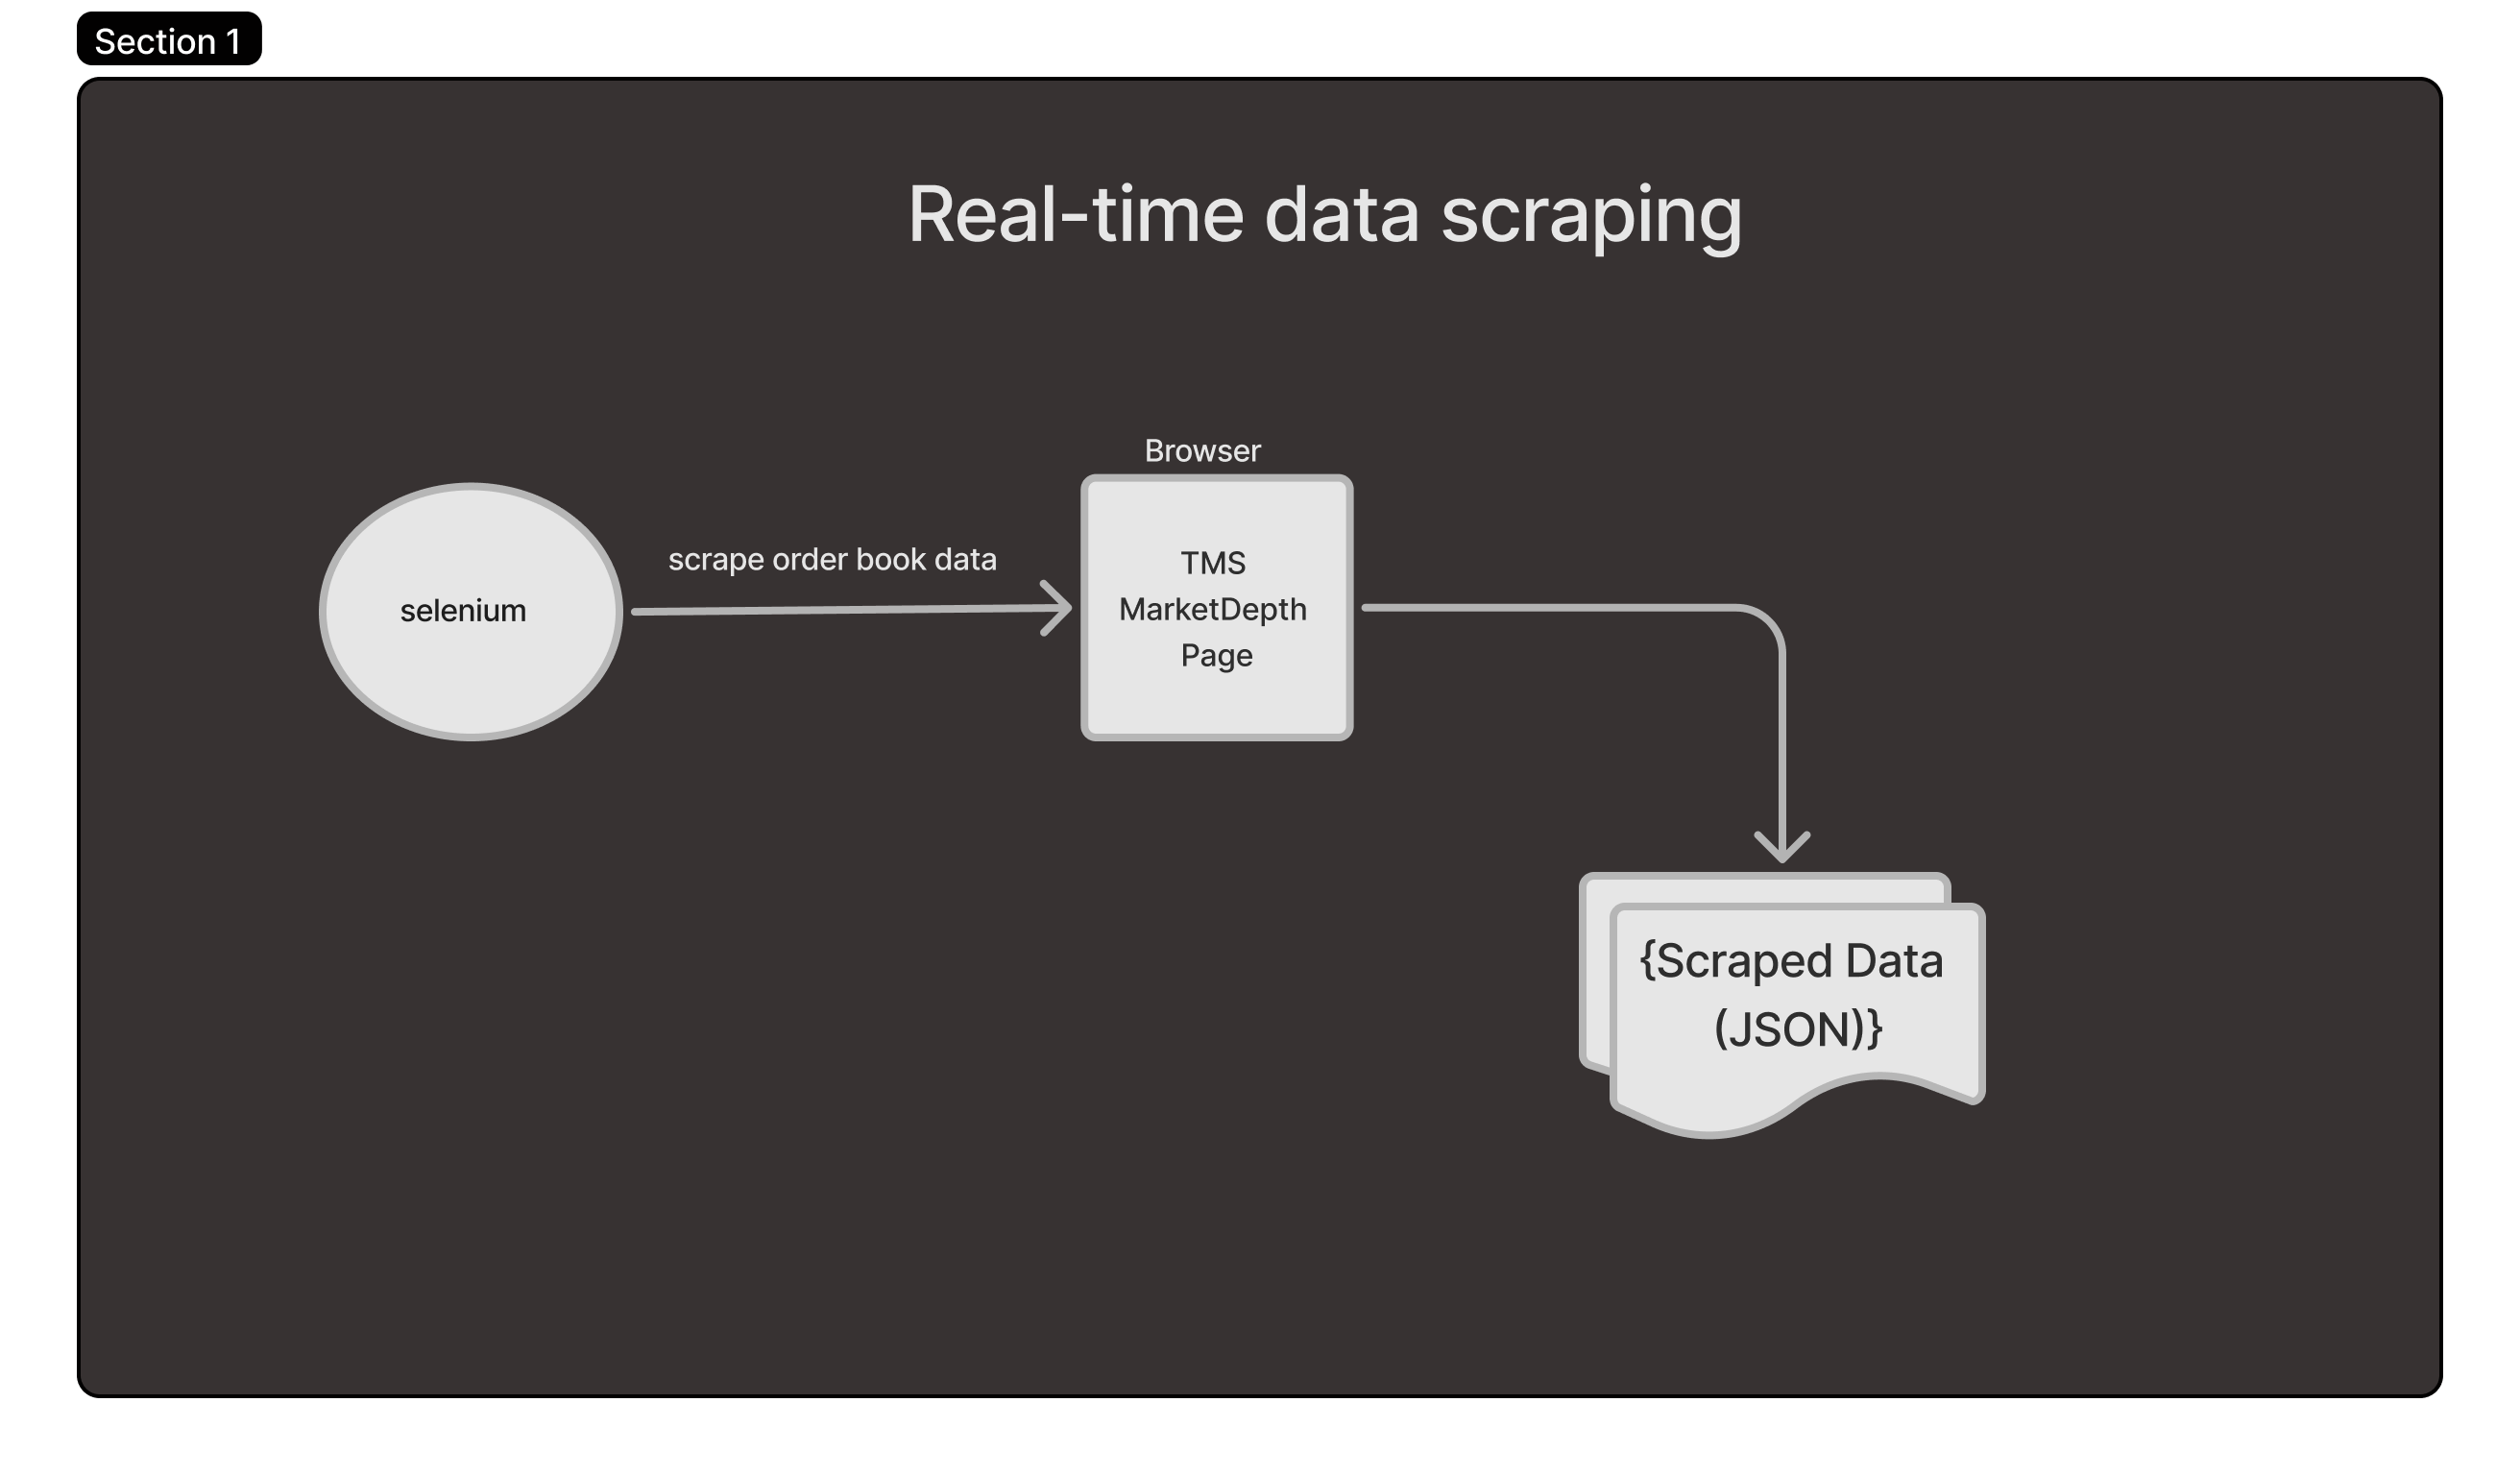 Section 1
Real-time data scraping
Browser
selenium
scrape order book data
TMS
MarketDepth
Page
{Scraped Data
(JSON)}